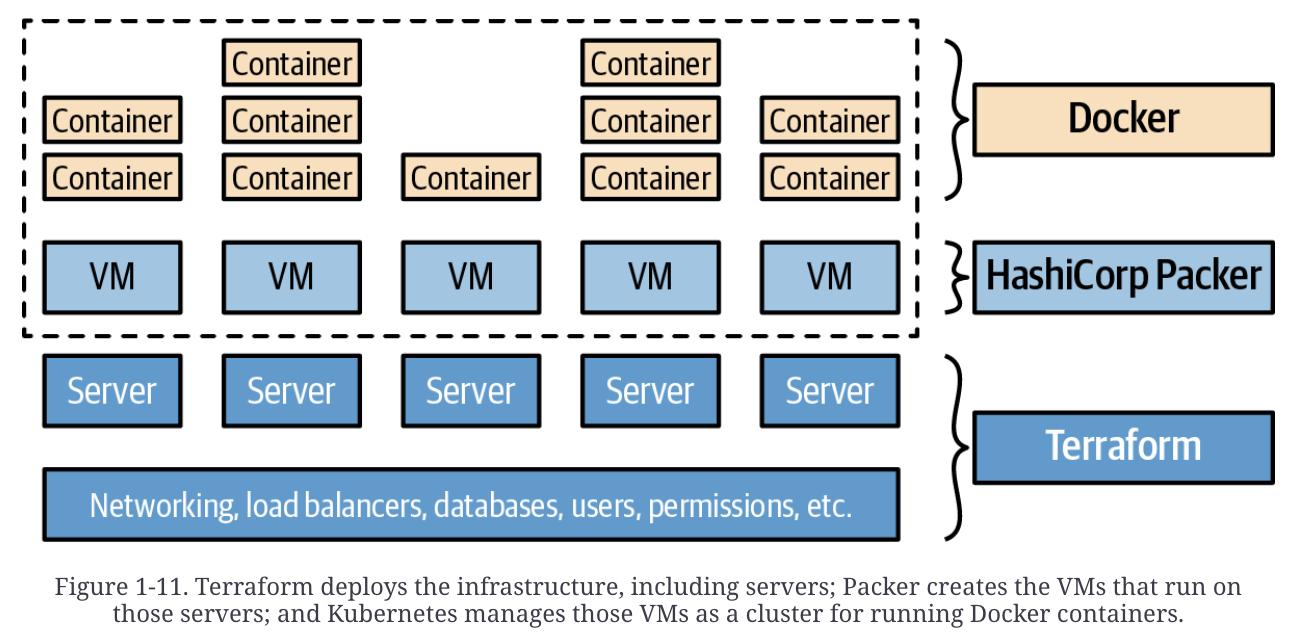 Container Container
Container Container Container Container
Container Container Container Container Container
Docker
VM VM VM VM VM
HashiCorp Packer
Server Server Server Server Server
Terraform
Networking, load balancers, databases, users, permissions, etc.
Figure 1-11. Terraform deploys the infrastructure, including servers; Packer creates the VMs that run on
those servers; and Kubernetes manages those VMs as a cluster for running Docker containers.